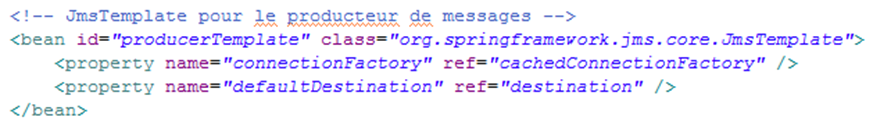 <!-- JmsTemplate pour le producteur de messages -->
<bean id="producerTemplate" class="org.springframework.jms.core.JmsTemplate">
<property name="connectionFactory" ref="cachedConnectionFactory" />
<property name="defaultDestination" ref="destination" />
</bean>